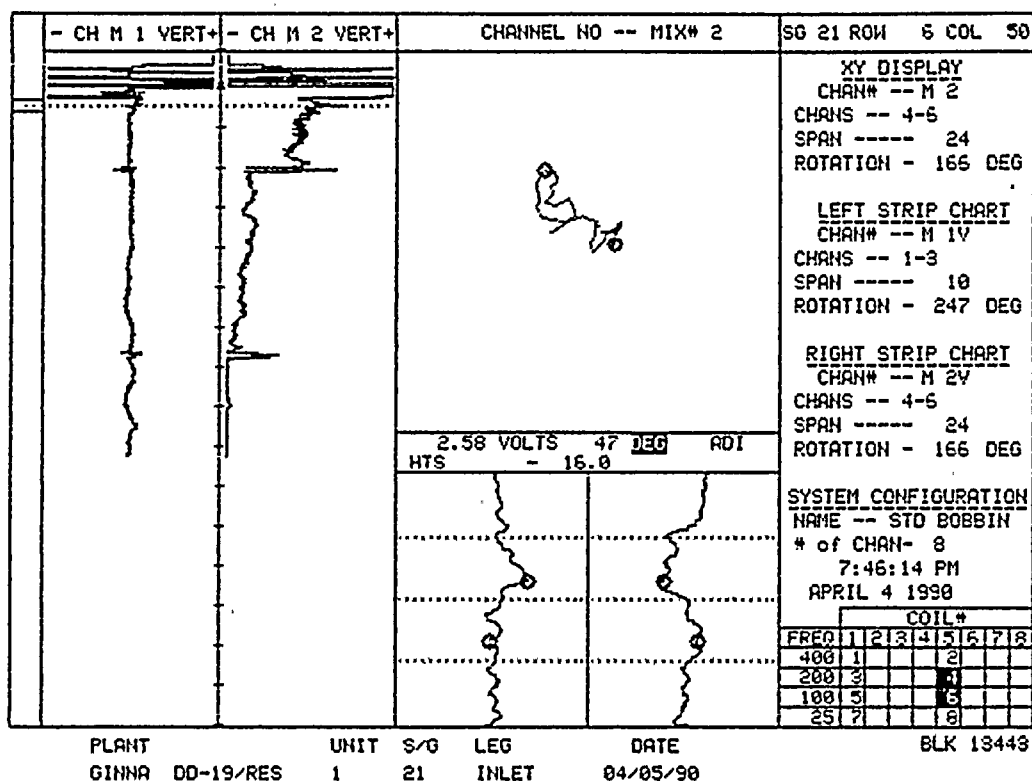 - CH M 1 VERT+ - CH M 2 VERT+ CHANNEL NO -- MIX# 2 SG 21 ROW 6 COL 50
XY DISPLAY
CHAN# -- M 2
CHANS -- 4-6
SPAN ----- 24
ROTATION - 166 DEG
LEFT STRIP CHART
CHAN# -- M 1V
CHANS -- 1-3
SPAN ----- 10
ROTATION - 247 DEG
RIGHT STRIP CHART
CHAN# -- M 2V
CHANS -- 4-6
SPAN ----- 24
ROTATION - 166 DEG
2.58 VOLTS 47 DEG ADI
HTS - 16.0
SYSTEM CONFIGURATION
NAME -- STD BOBBIN
# of CHAN- 8
7:46:14 PM
APRIL 4 1990
COIL#
FREQ 1 2 3 4 5 6 7 8
400 1 2
200 3 4
100 5 6
25 7 8
PLANT UNIT S/G LEG DATE BLK 13443
GINNA DD-19/RES 1 21 INLET 04/05/90